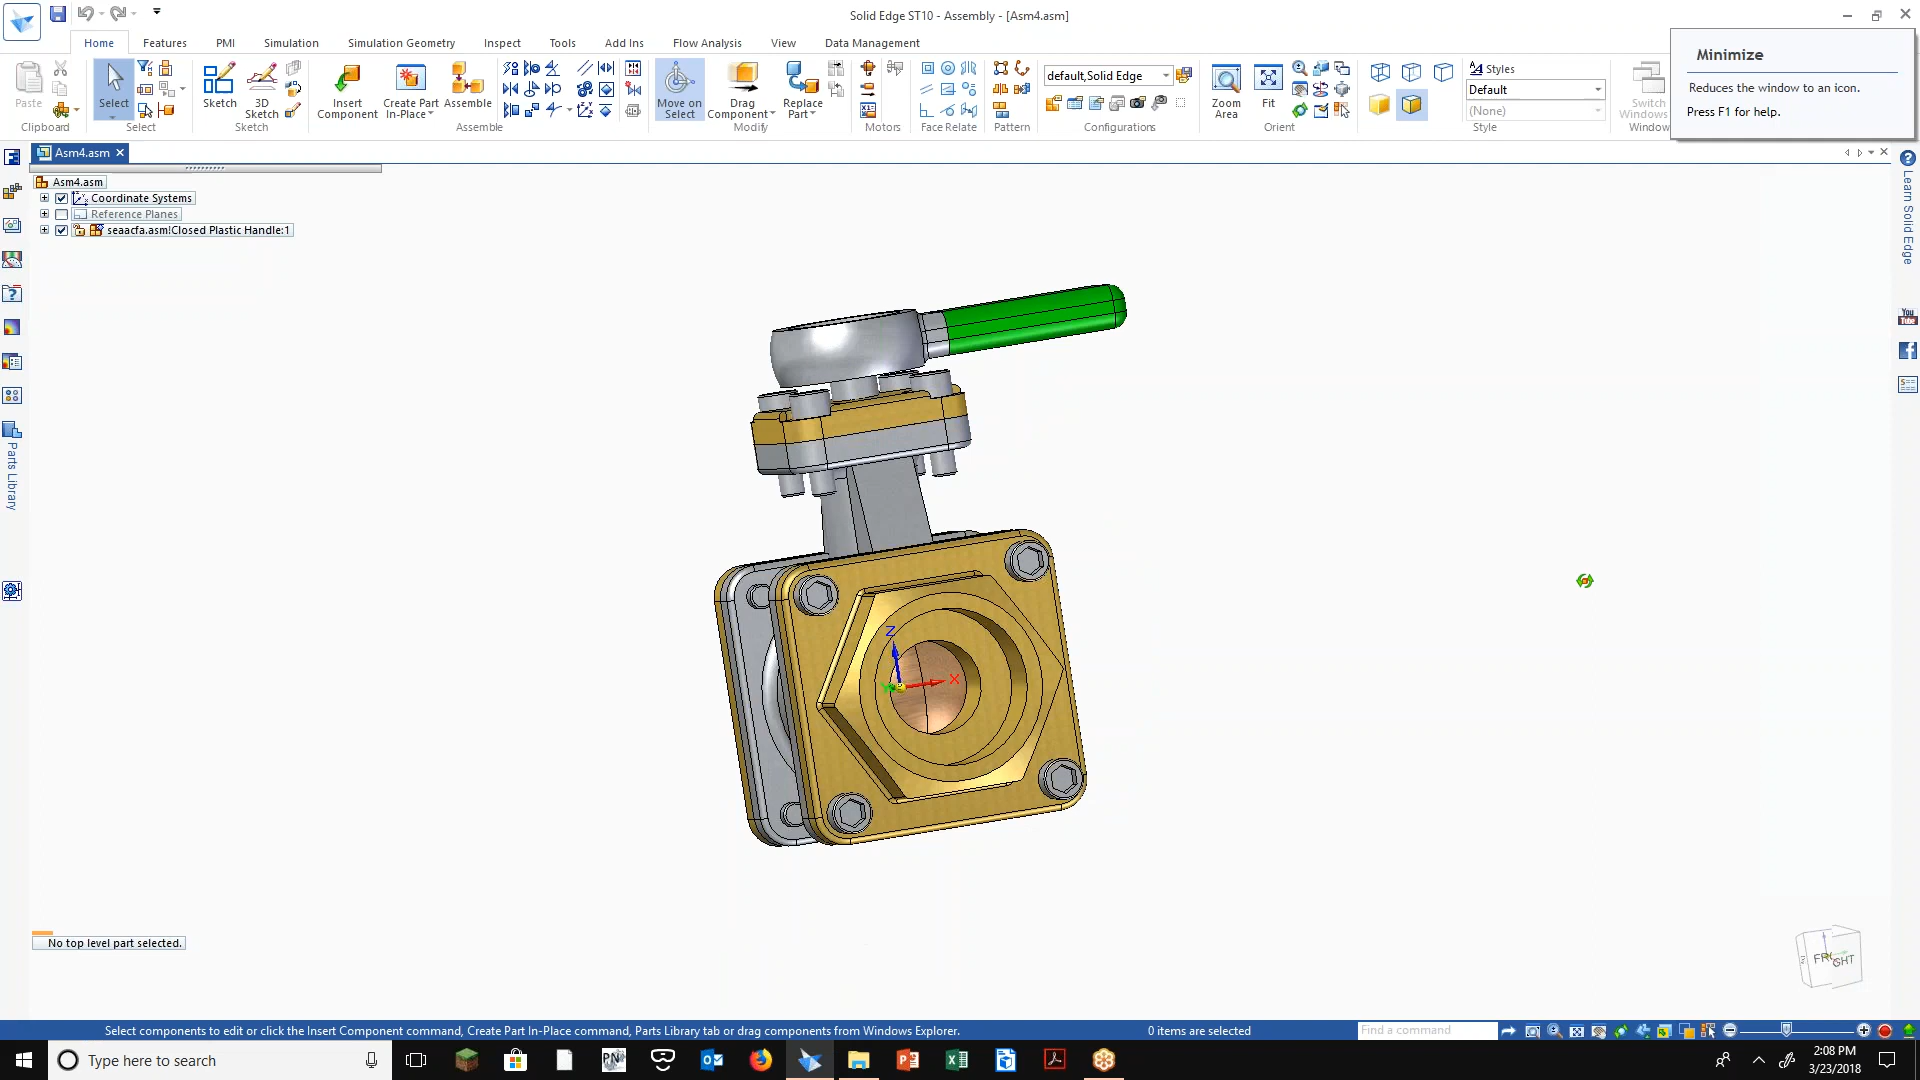 Solid Edge ST10 - Assembly - [Asm4.asm]
Home Features PMI Simulation Simulation Geometry Inspect Tools Add Ins Flow Analysis View Data Management
Minimize
Reduces the window to an icon.
Press F1 for help.
Paste
Clipboard
Select
Select
Sketch
3D Sketch
Sketch
Insert Component
Create Part In-Place
Assemble
Assemble
Move on Select
Drag Component
Replace Part
Modify
Motors
Face Relate
Pattern
default,Solid Edge
Configurations
Zoom Area
Fit
Orient
Styles
Default
(None)
Style
Switch Windows
Window
Asm4.asm
Asm4.asm
Coordinate Systems
Reference Planes
seaacfa.asm!Closed Plastic Handle:1
Parts Library
Learn Solid Edge
You Tube
Z
X
Y
No top level part selected.
RIGHT
Select components to edit or click the Insert Component command, Create Part In-Place command, Parts Library tab or drag components from Windows Explorer.
0 items are selected
Find a command
Type here to search
PN
2:08 PM
3/23/2018